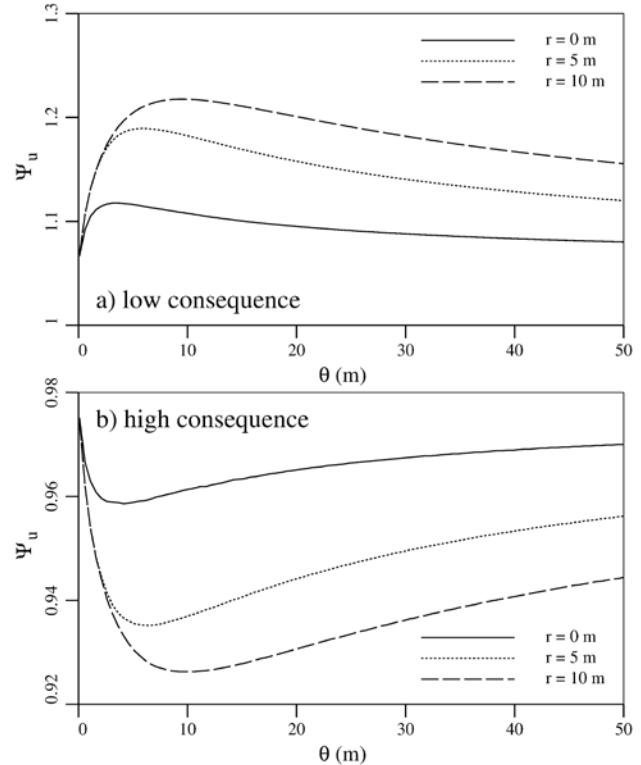 1.3
1.2
1.1
1
Ψu
r = 0 m
r = 5 m
r = 10 m
a) low consequence
0 10 20 30 40 50
θ (m)
0.98
0.96
0.94
0.92
Ψu
b) high consequence
r = 0 m
r = 5 m
r = 10 m
0 10 20 30 40 50
θ (m)